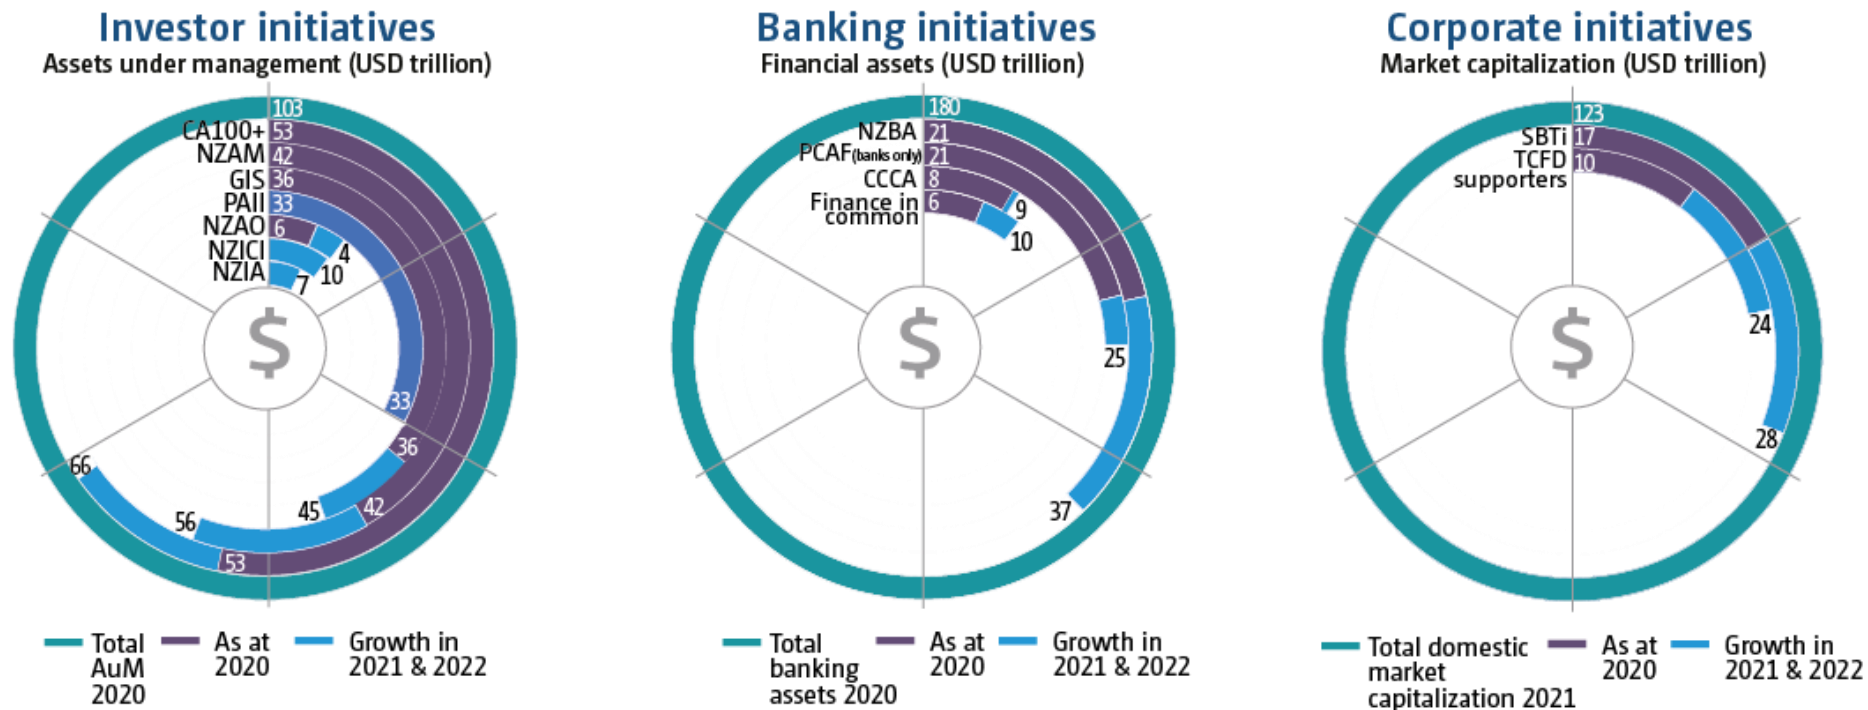 Investor initiatives
Assets under management (USD trillion)
103
CA100+ 53
NZAM 42
GIS 36
PAII 33
NZAO 6
NZICI
NZIA
4
10
7
$
33
36
42
45
53
56
66
Total AuM 2020
As at 2020
Growth in 2021 & 2022
Banking initiatives
Financial assets (USD trillion)
180
NZBA 21
PCAF(banks only) 21
CCCA 8
Finance in common 6
9
10
$
25
37
Total banking assets 2020
As at 2020
Growth in 2021 & 2022
Corporate initiatives
Market capitalization (USD trillion)
123
SBTi 17
TCFD supporters 10
$
24
28
Total domestic market capitalization 2021
As at 2020
Growth in 2021 & 2022